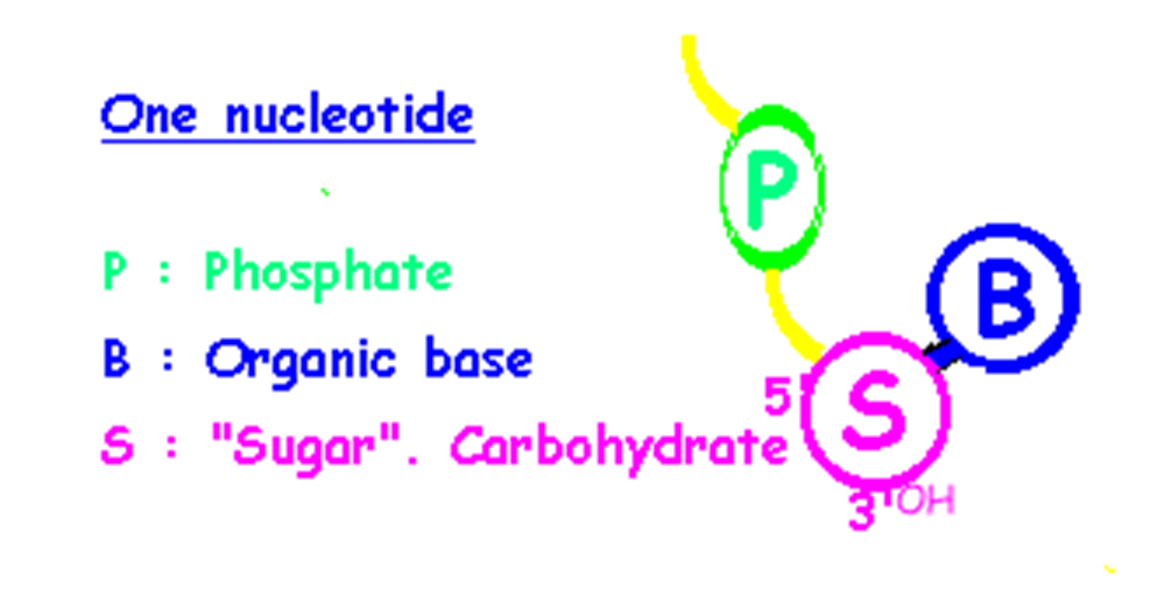 One nucleotide
P : Phosphate
B : Organic base
S : "Sugar". Carbohydrate
P
B
S
5'
3'OH